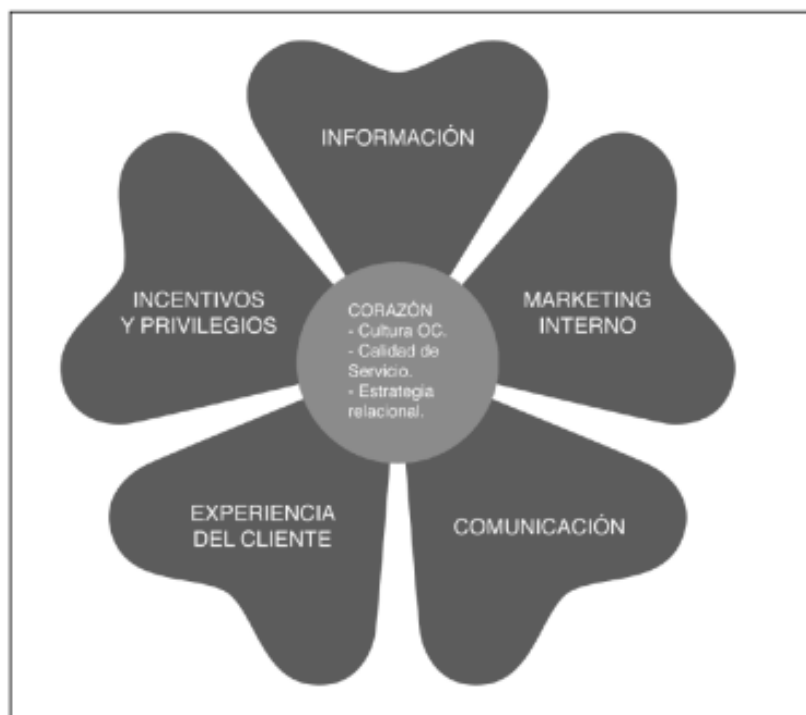 INFORMACIÓN
INCENTIVOS
Y PRIVILEGIOS
MARKETING
INTERNO
CORAZÓN
- Cultura OC.
- Calidad de
Servicio.
- Estrategia
relacional.
EXPERIENCIA
DEL CLIENTE
COMUNICACIÓN